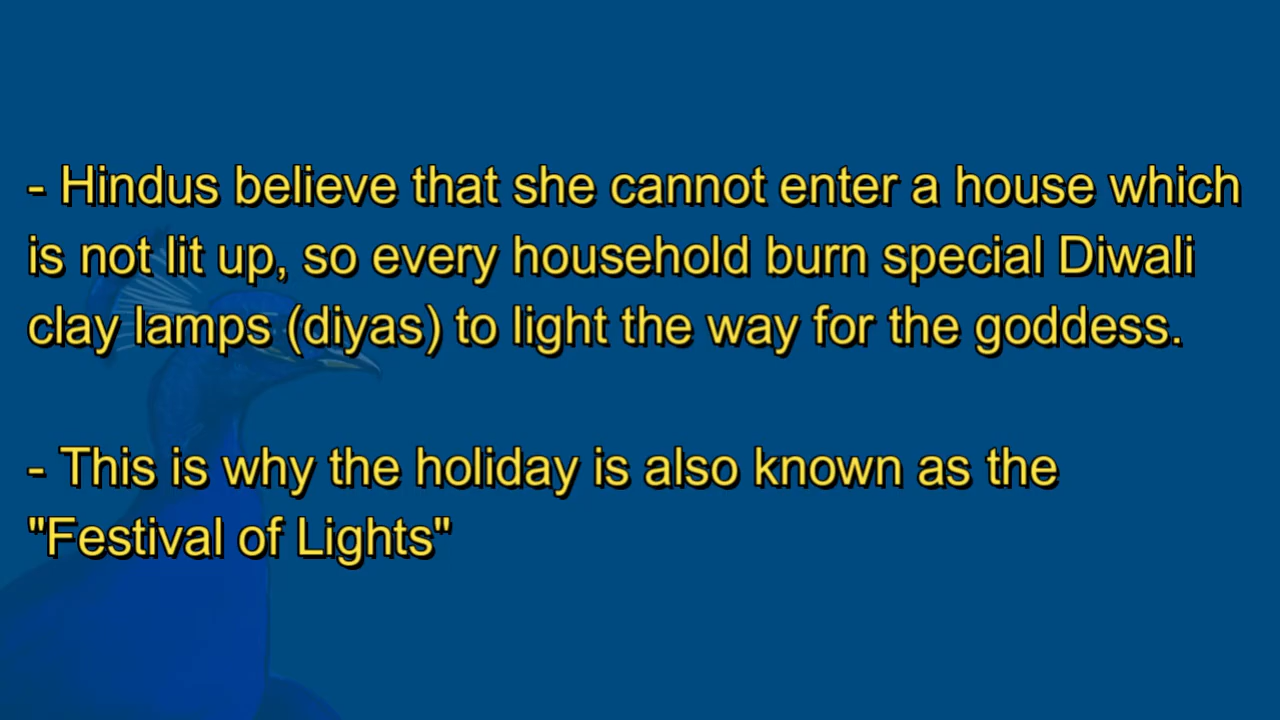 - Hindus believe that she cannot enter a house which
is not lit up, so every household burn special Diwali
clay lamps (diyas) to light the way for the goddess.
- This is why the holiday is also known as the
"Festival of Lights"